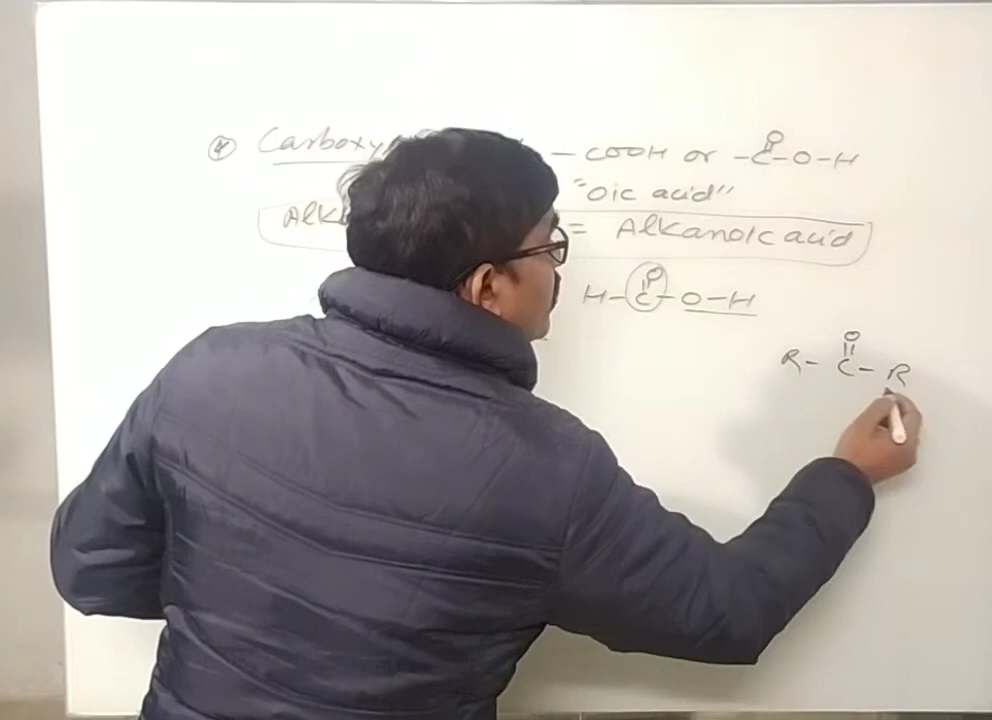 ④ Carboxy — COOH or -C-O-H
O
"Oic acid"
Alk = Alkanoic acid
O
H-C-O-H
O
R-C-R